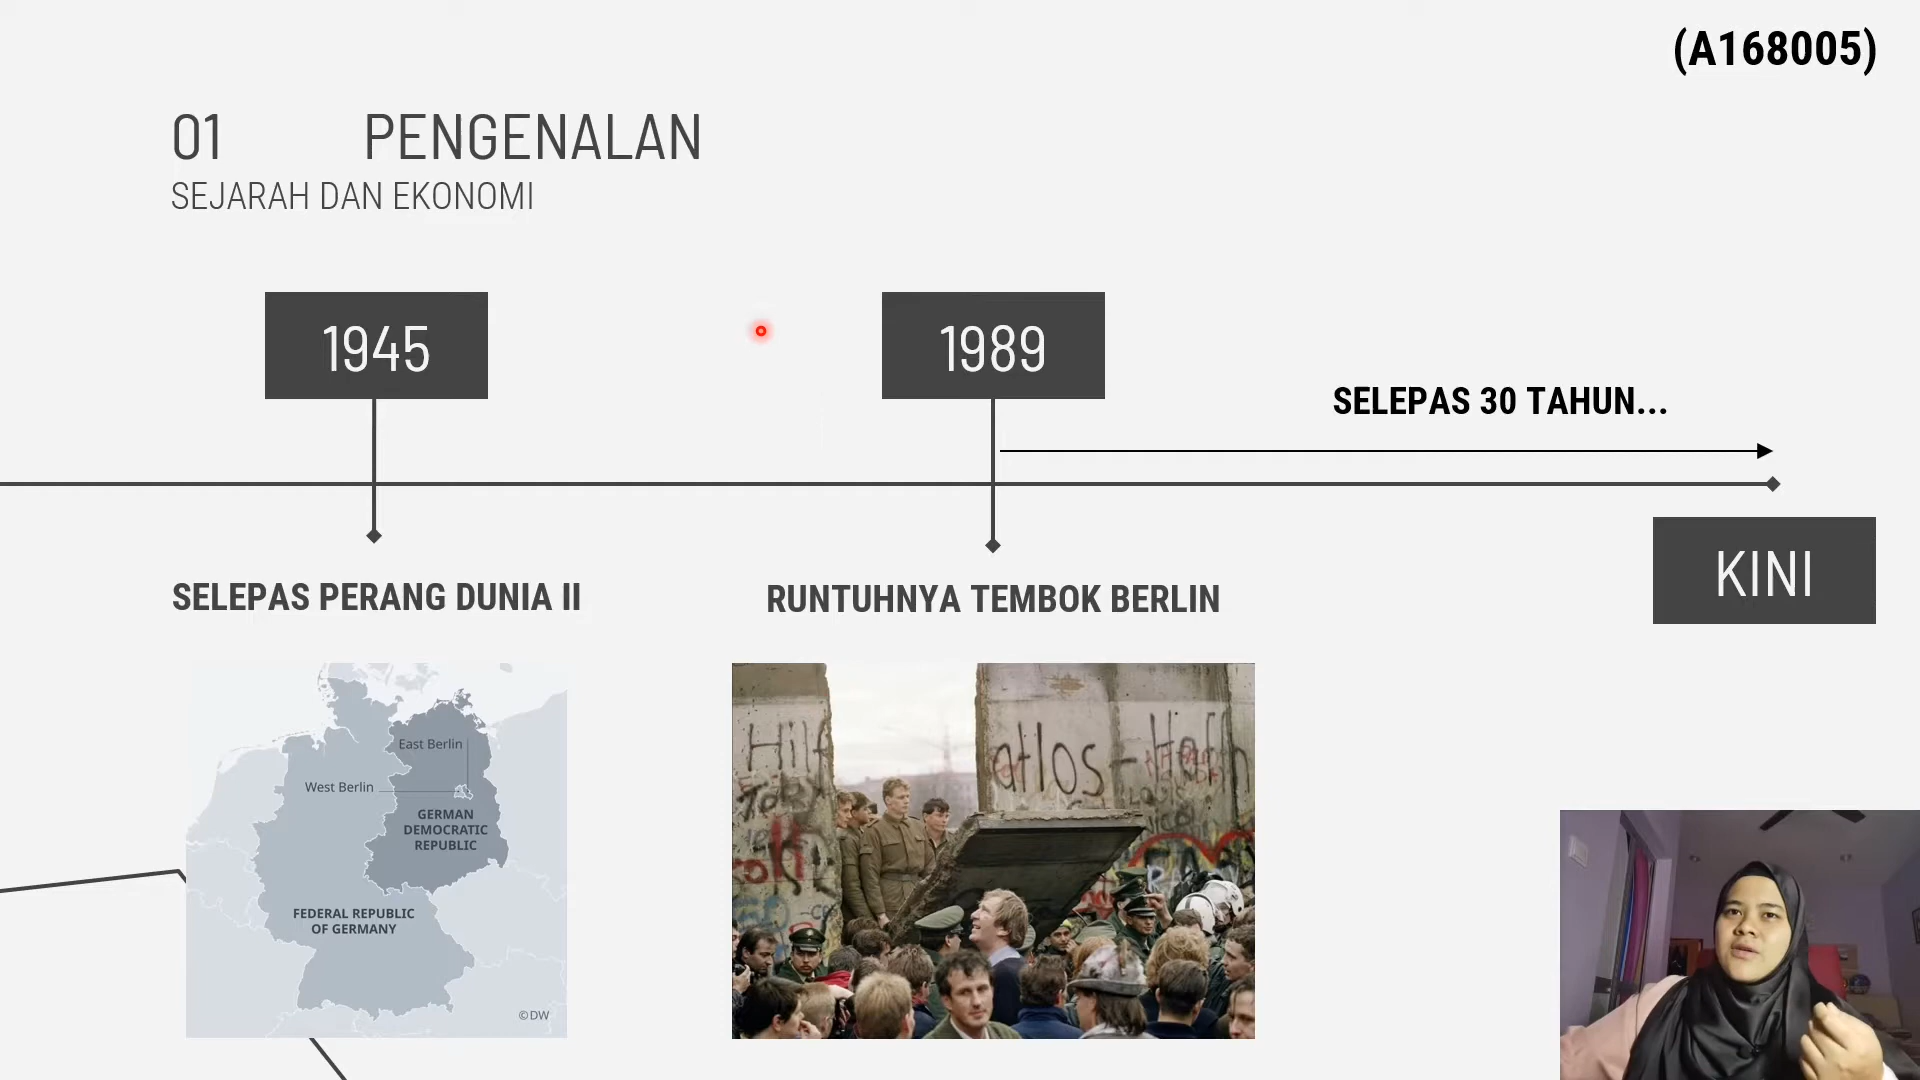 (A168005)
01 PENGENALAN
SEJARAH DAN EKONOMI
1945
1989
SELEPAS 30 TAHUN...
KINI
SELEPAS PERANG DUNIA II
RUNTUHNYA TEMBOK BERLIN
East Berlin
West Berlin
GERMAN
DEMOCRATIC
REPUBLIC
FEDERAL REPUBLIC
OF GERMANY
©DW
atlos -